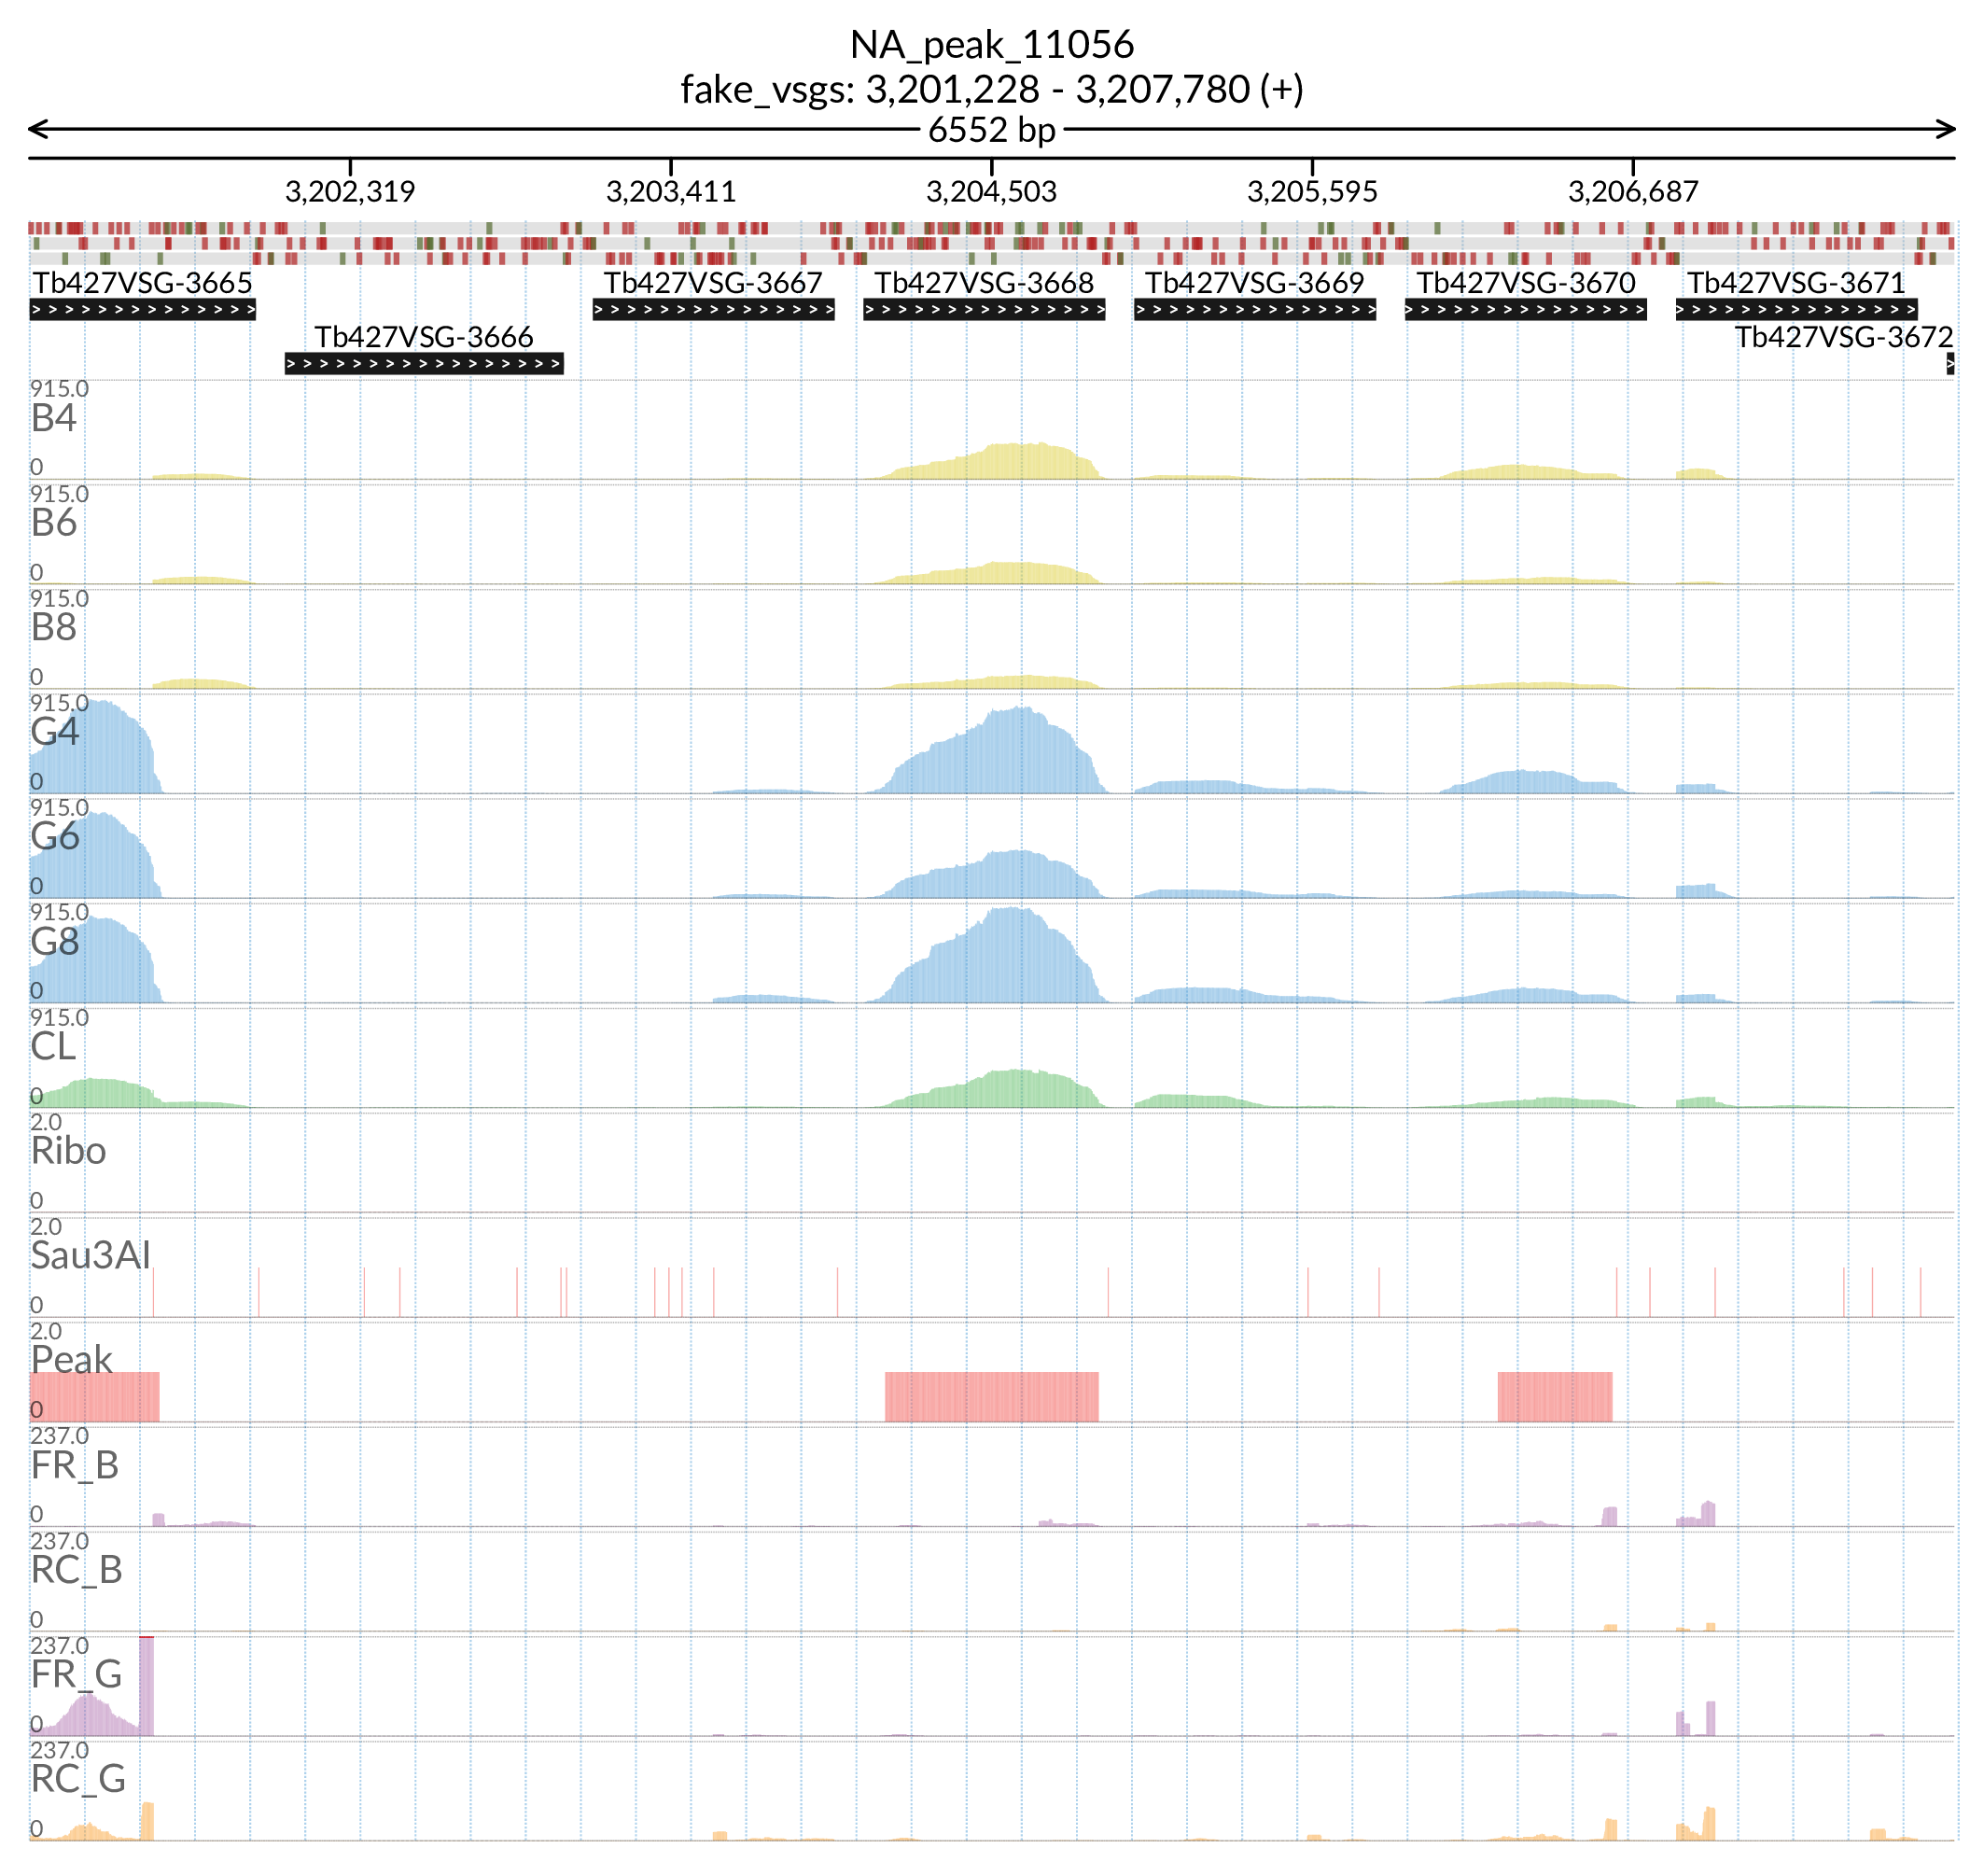 NA_peak_11056
fake_vsgs: 3,201,228 - 3,207,780 (+)
6552 bp
3,202,319 3,203,411 3,204,503 3,205,595 3,206,687
Tb427VSG-3665 Tb427VSG-3667 Tb427VSG-3668 Tb427VSG-3669 Tb427VSG-3670 Tb427VSG-3671
Tb427VSG-3666 Tb427VSG-3672
915.0
B4
0
915.0
B6
0
915.0
B8
0
915.0
G4
0
915.0
G6
0
915.0
G8
0
915.0
CL
0
2.0
Ribo
0
2.0
Sau3AI
0
2.0
Peak
0
237.0
FR_B
0
237.0
RC_B
0
237.0
FR_G
0
237.0
RC_G
0